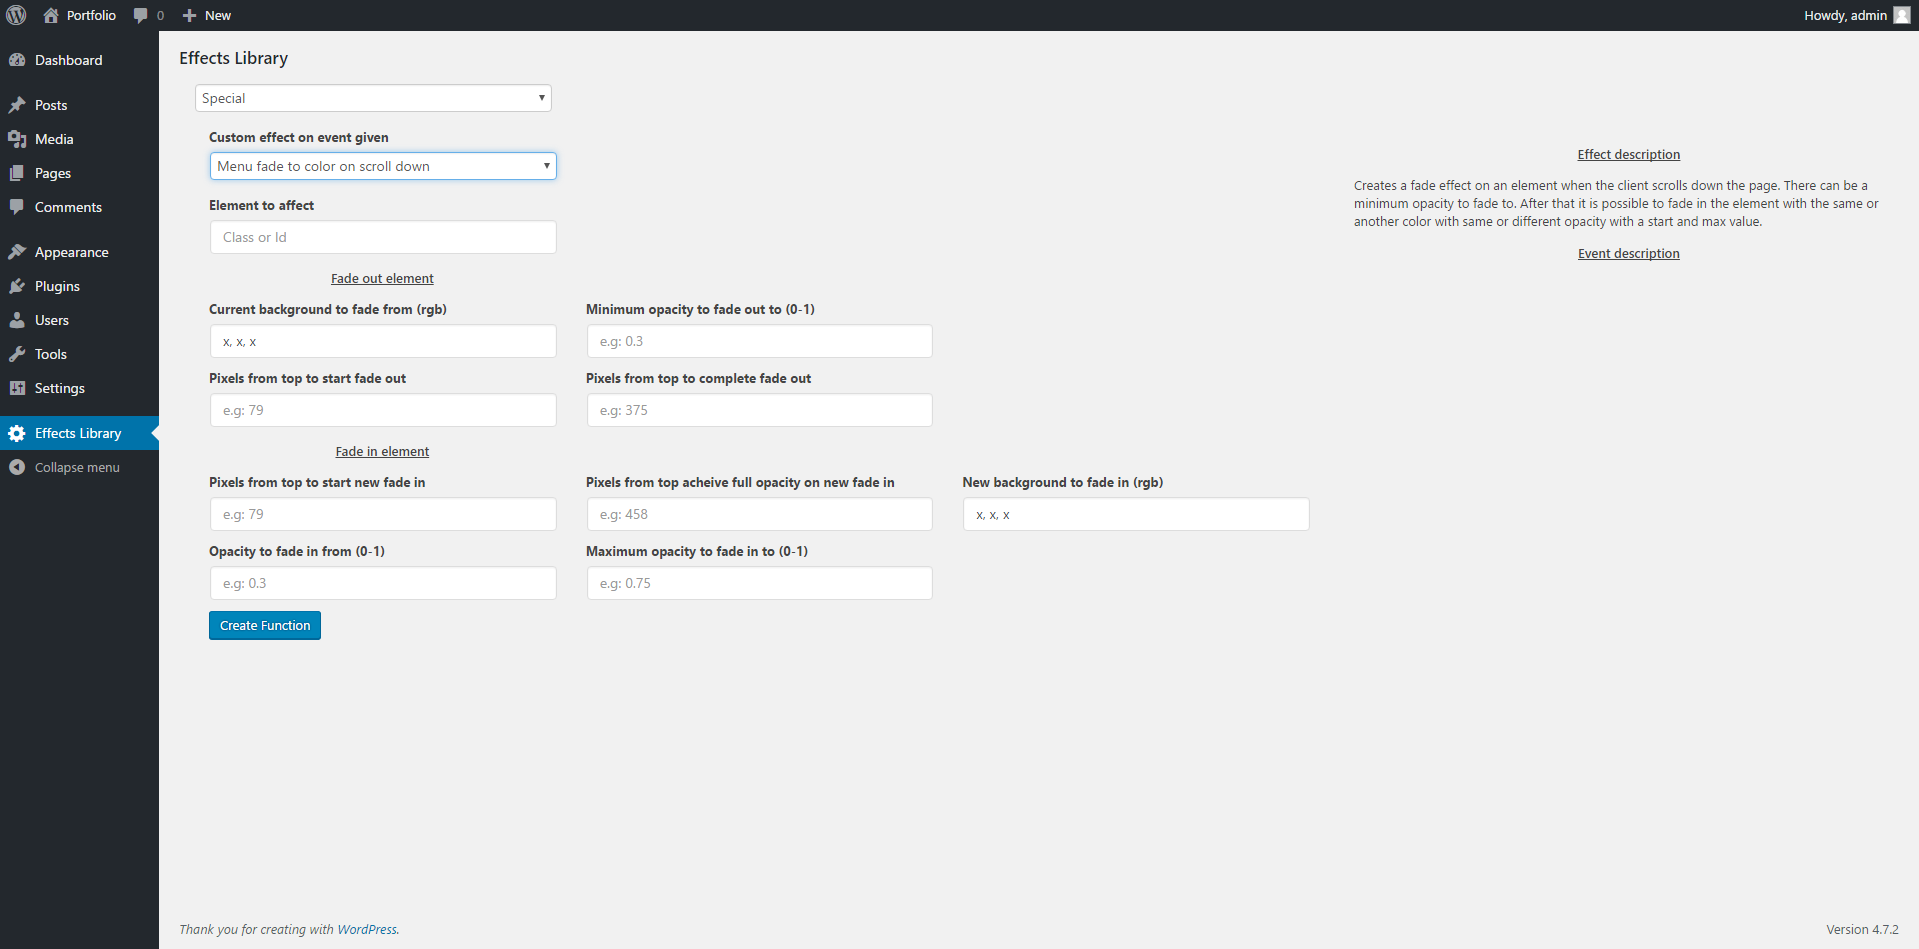 Portfolio 0 New Howdy, admin
Dashboard
Posts
Media
Pages
Comments
Appearance
Plugins
Users
Tools
Settings
Effects Library
Collapse menu
Effects Library
Special
Custom effect on event given
Menu fade to color on scroll down
Element to affect
Class or Id
Fade out element
Current background to fade from (rgb) Minimum opacity to fade out to (0-1)
x, x, x e.g: 0.3
Pixels from top to start fade out Pixels from top to complete fade out
e.g: 79 e.g: 375
Fade in element
Pixels from top to start new fade in Pixels from top acheive full opacity on new fade in New background to fade in (rgb)
e.g: 79 e.g: 458 x, x, x
Opacity to fade in from (0-1) Maximum opacity to fade in to (0-1)
e.g: 0.3 e.g: 0.75
Create Function
Effect description
Creates a fade effect on an element when the client scrolls down the page. There can be a
minimum opacity to fade to. After that it is possible to fade in the element with the same or
another color with same or different opacity with a start and max value.
Event description
Thank you for creating with WordPress. Version 4.7.2